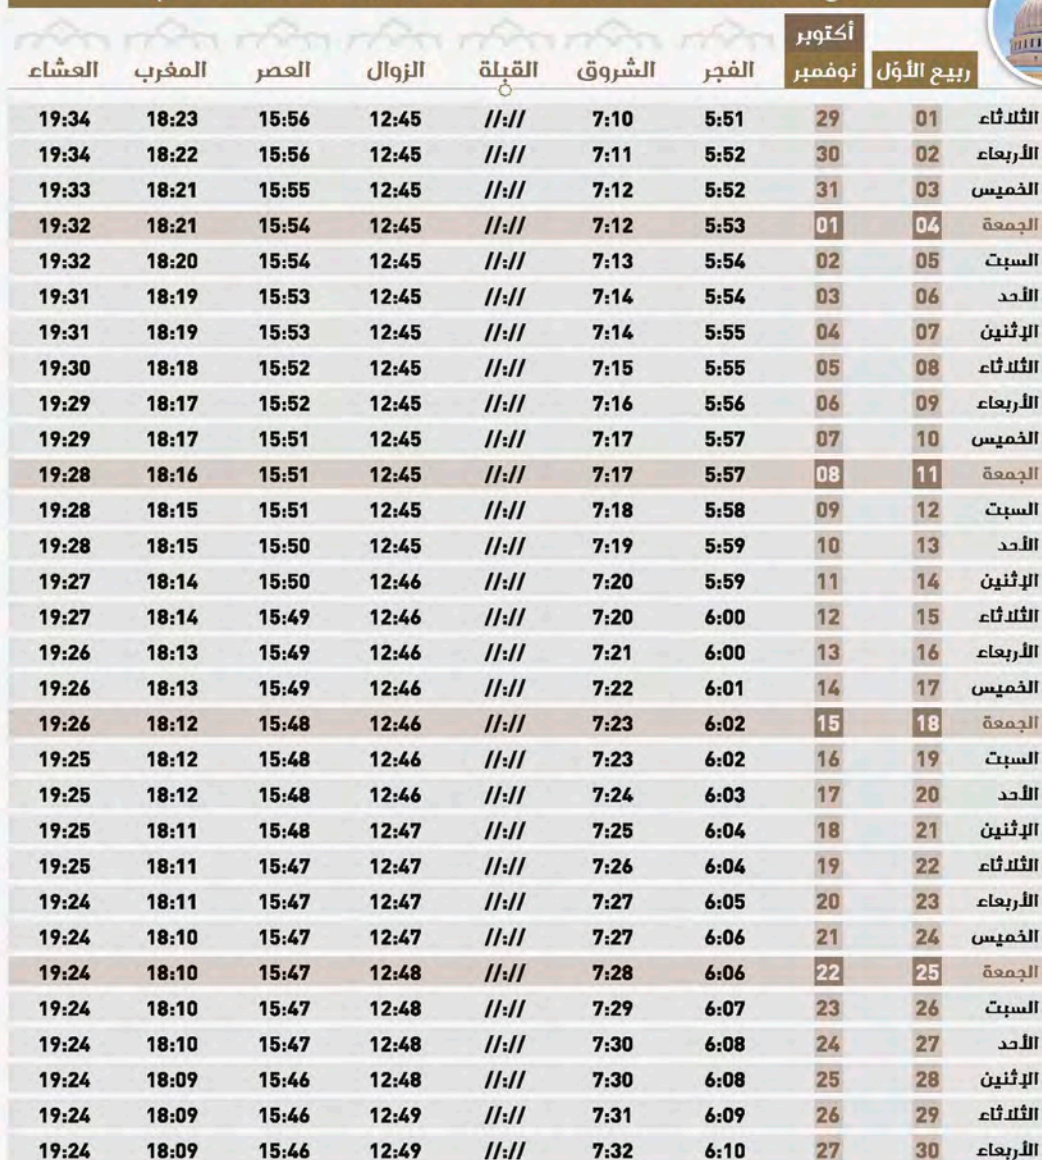 أكتوبر
ربيع الأوّل نوفمبر الفجر الشروق القبلة الزوال العصر المغرب العشاء
الثلاثاء 01 29 5:51 7:10 //:// 12:45 15:56 18:23 19:34
الأربعاء 02 30 5:52 7:11 //:// 12:45 15:56 18:22 19:34
الخميس 03 31 5:52 7:12 //:// 12:45 15:55 18:21 19:33
الجمعة 04 01 5:53 7:12 //:// 12:45 15:54 18:21 19:32
السبت 05 02 5:54 7:13 //:// 12:45 15:54 18:20 19:32
الأحد 06 03 5:54 7:14 //:// 12:45 15:53 18:19 19:31
الإثنين 07 04 5:55 7:14 //:// 12:45 15:53 18:19 19:31
الثلاثاء 08 05 5:55 7:15 //:// 12:45 15:52 18:18 19:30
الأربعاء 09 06 5:56 7:16 //:// 12:45 15:52 18:17 19:29
الخميس 10 07 5:57 7:17 //:// 12:45 15:51 18:17 19:29
الجمعة 11 08 5:57 7:17 //:// 12:45 15:51 18:16 19:28
السبت 12 09 5:58 7:18 //:// 12:45 15:51 18:15 19:28
الأحد 13 10 5:59 7:19 //:// 12:45 15:50 18:15 19:28
الإثنين 14 11 5:59 7:20 //:// 12:46 15:50 18:14 19:27
الثلاثاء 15 12 6:00 7:20 //:// 12:46 15:49 18:14 19:27
الأربعاء 16 13 6:00 7:21 //:// 12:46 15:49 18:13 19:26
الخميس 17 14 6:01 7:22 //:// 12:46 15:49 18:13 19:26
الجمعة 18 15 6:02 7:23 //:// 12:46 15:48 18:12 19:26
السبت 19 16 6:02 7:23 //:// 12:46 15:48 18:12 19:25
الأحد 20 17 6:03 7:24 //:// 12:46 15:48 18:12 19:25
الإثنين 21 18 6:04 7:25 //:// 12:47 15:48 18:11 19:25
الثلاثاء 22 19 6:04 7:26 //:// 12:47 15:47 18:11 19:25
الأربعاء 23 20 6:05 7:27 //:// 12:47 15:47 18:11 19:24
الخميس 24 21 6:06 7:27 //:// 12:47 15:47 18:10 19:24
الجمعة 25 22 6:06 7:28 //:// 12:48 15:47 18:10 19:24
السبت 26 23 6:07 7:29 //:// 12:48 15:47 18:10 19:24
الأحد 27 24 6:08 7:30 //:// 12:48 15:47 18:10 19:24
الإثنين 28 25 6:08 7:30 //:// 12:48 15:46 18:09 19:24
الثلاثاء 29 26 6:09 7:31 //:// 12:49 15:46 18:09 19:24
الأربعاء 30 27 6:10 7:32 //:// 12:49 15:46 18:09 19:24